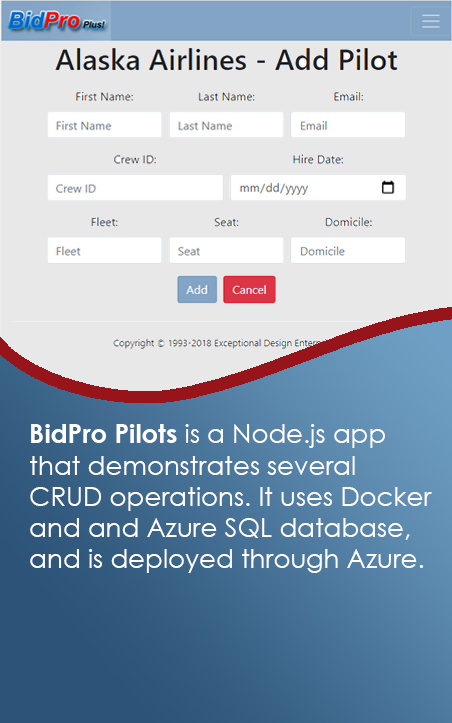 BidPro Plus!
Alaska Airlines - Add Pilot
First Name: Last Name: Email:
First Name Last Name Email
Crew ID: Hire Date:
Crew ID mm/dd/yyyy
Fleet: Seat: Domicile:
Fleet Seat Domicile
Add Cancel
Copyright © 1993-2018 Exceptional Design
BidPro Pilots is a Node.js app
that demonstrates several
CRUD operations. It uses Docker
and and Azure SQL database,
and is deployed through Azure.